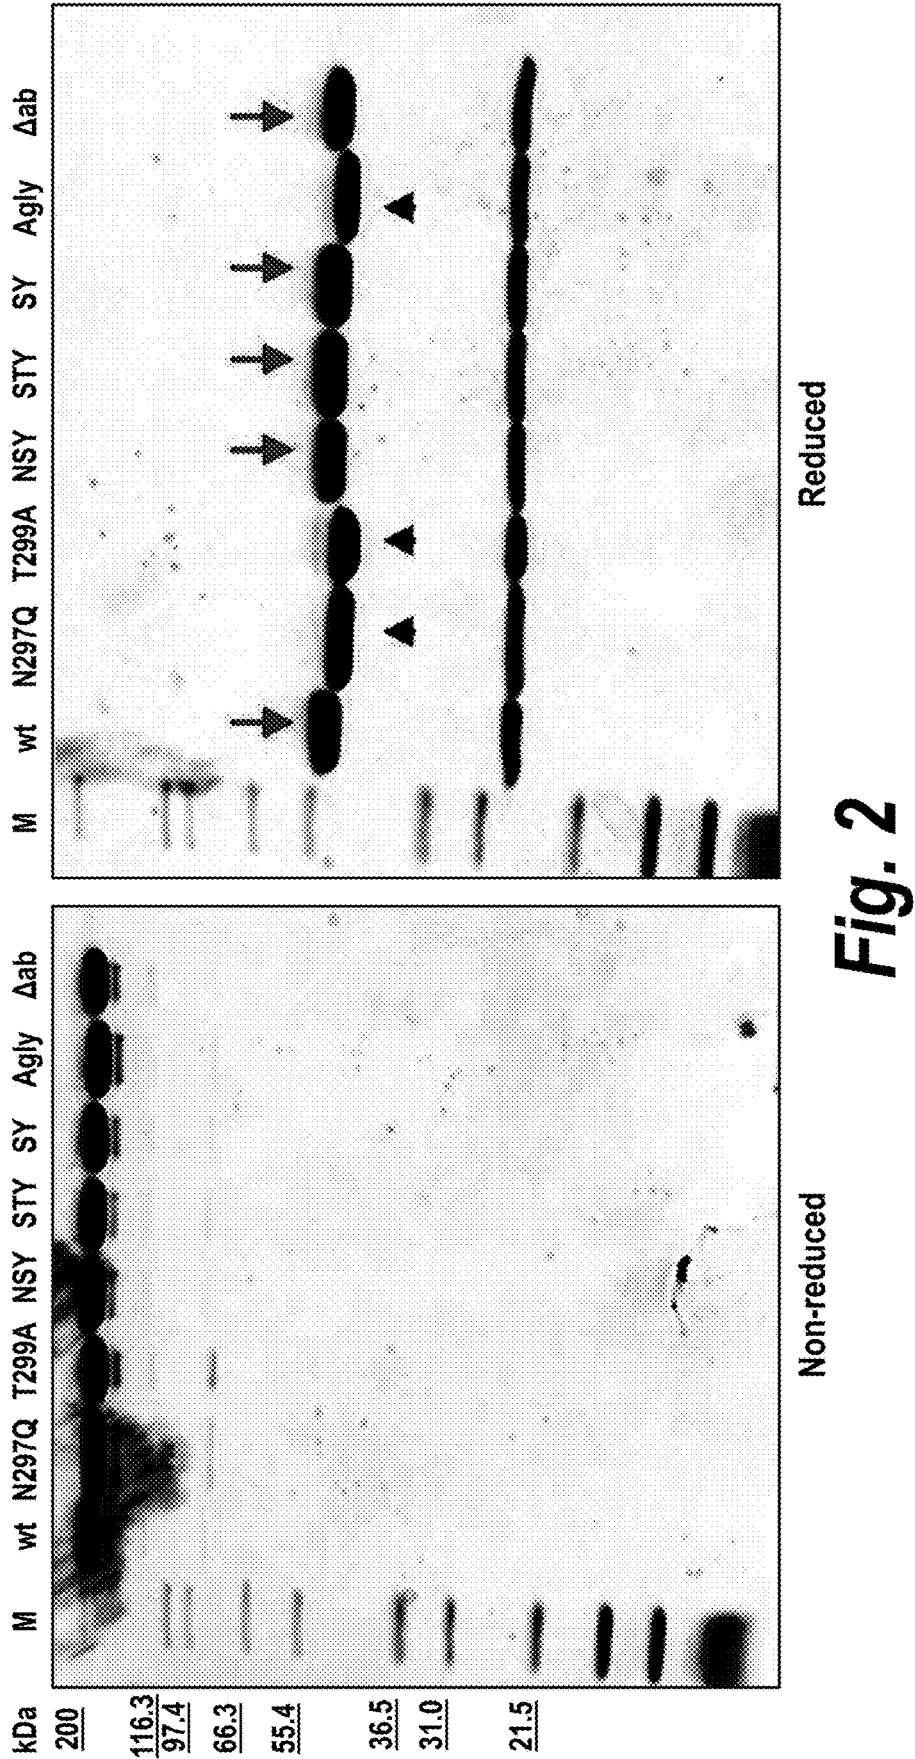 kDa M wt N297Q T299A NSY STY SY Agly Δab M wt N297Q T299A NSY STY SY Agly Δab
200
116.3
97.4
66.3
55.4
36.5
31.0
21.5
Non-reduced Reduced
Fig. 2